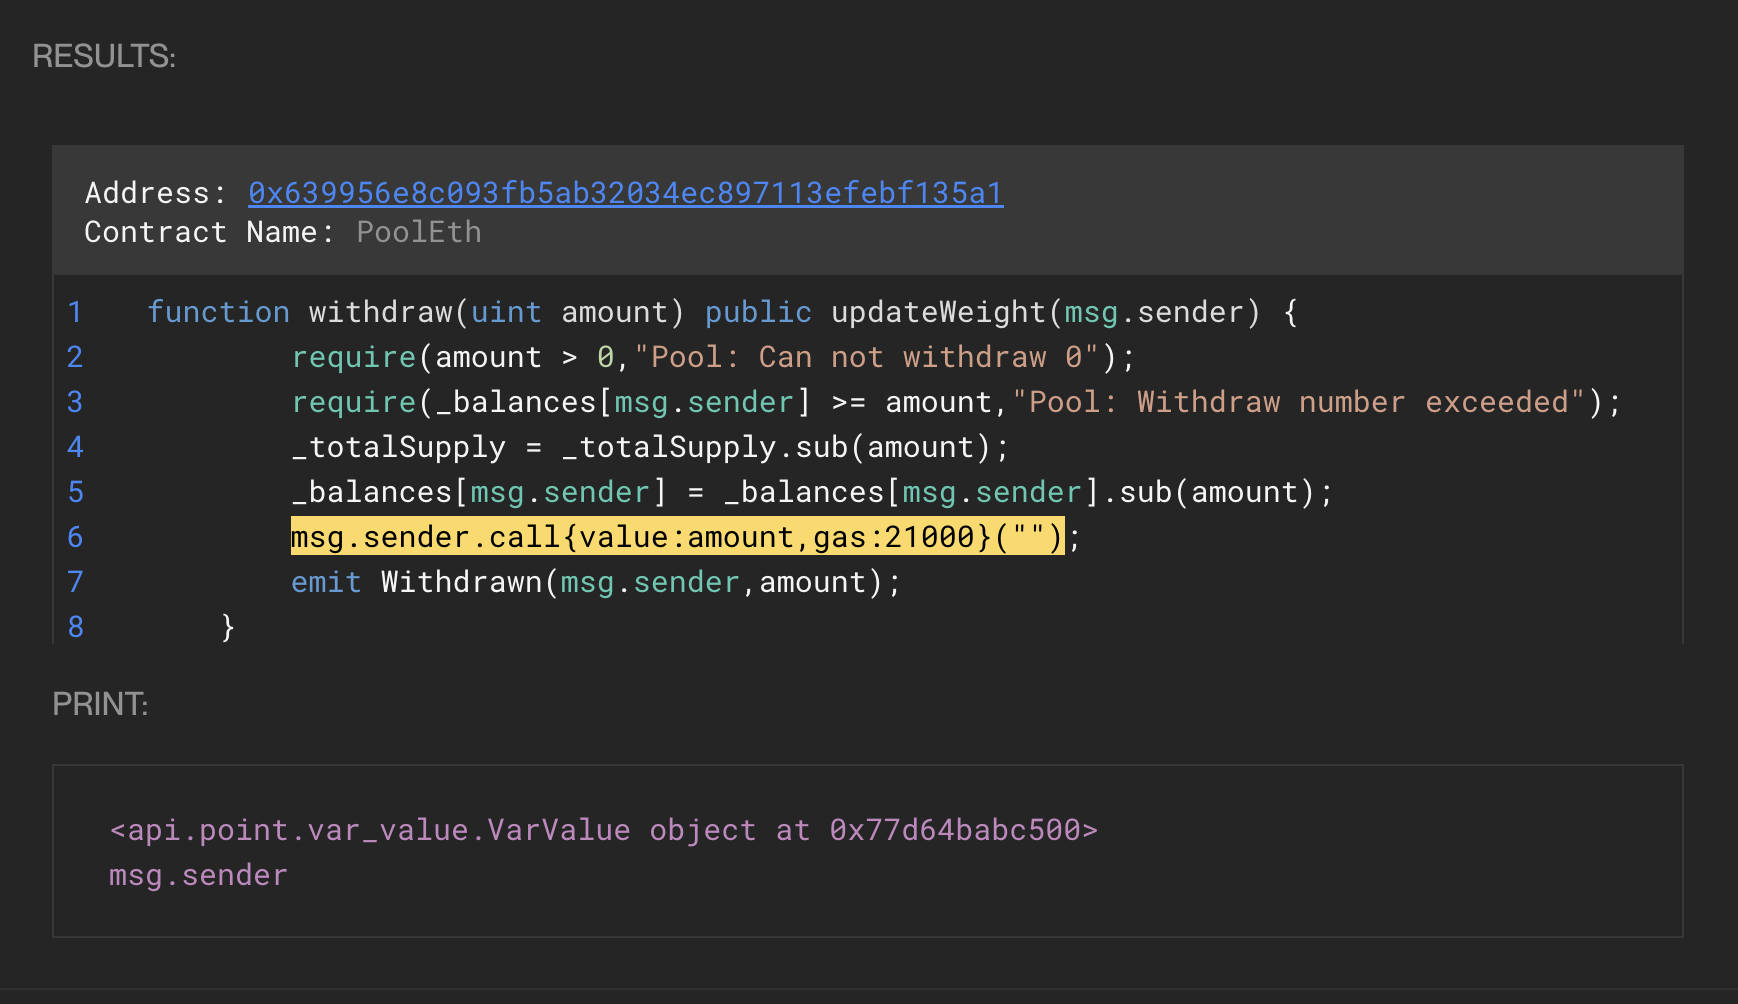 RESULTS:
Address: 0x639956e8c093fb5ab32034ec897113efebf135a1
Contract Name: PoolEth
1 function withdraw(uint amount) public updateWeight(msg.sender) {
2 require(amount > 0,"Pool: Can not withdraw 0");
3 require(_balances[msg.sender] >= amount,"Pool: Withdraw number exceeded");
4 _totalSupply = _totalSupply.sub(amount);
5 _balances[msg.sender] = _balances[msg.sender].sub(amount);
6 msg.sender.call{value:amount,gas:21000}("");
7 emit Withdrawn(msg.sender,amount);
8 }
PRINT:
<api.point.var_value.VarValue object at 0x77d64babc500>
msg.sender